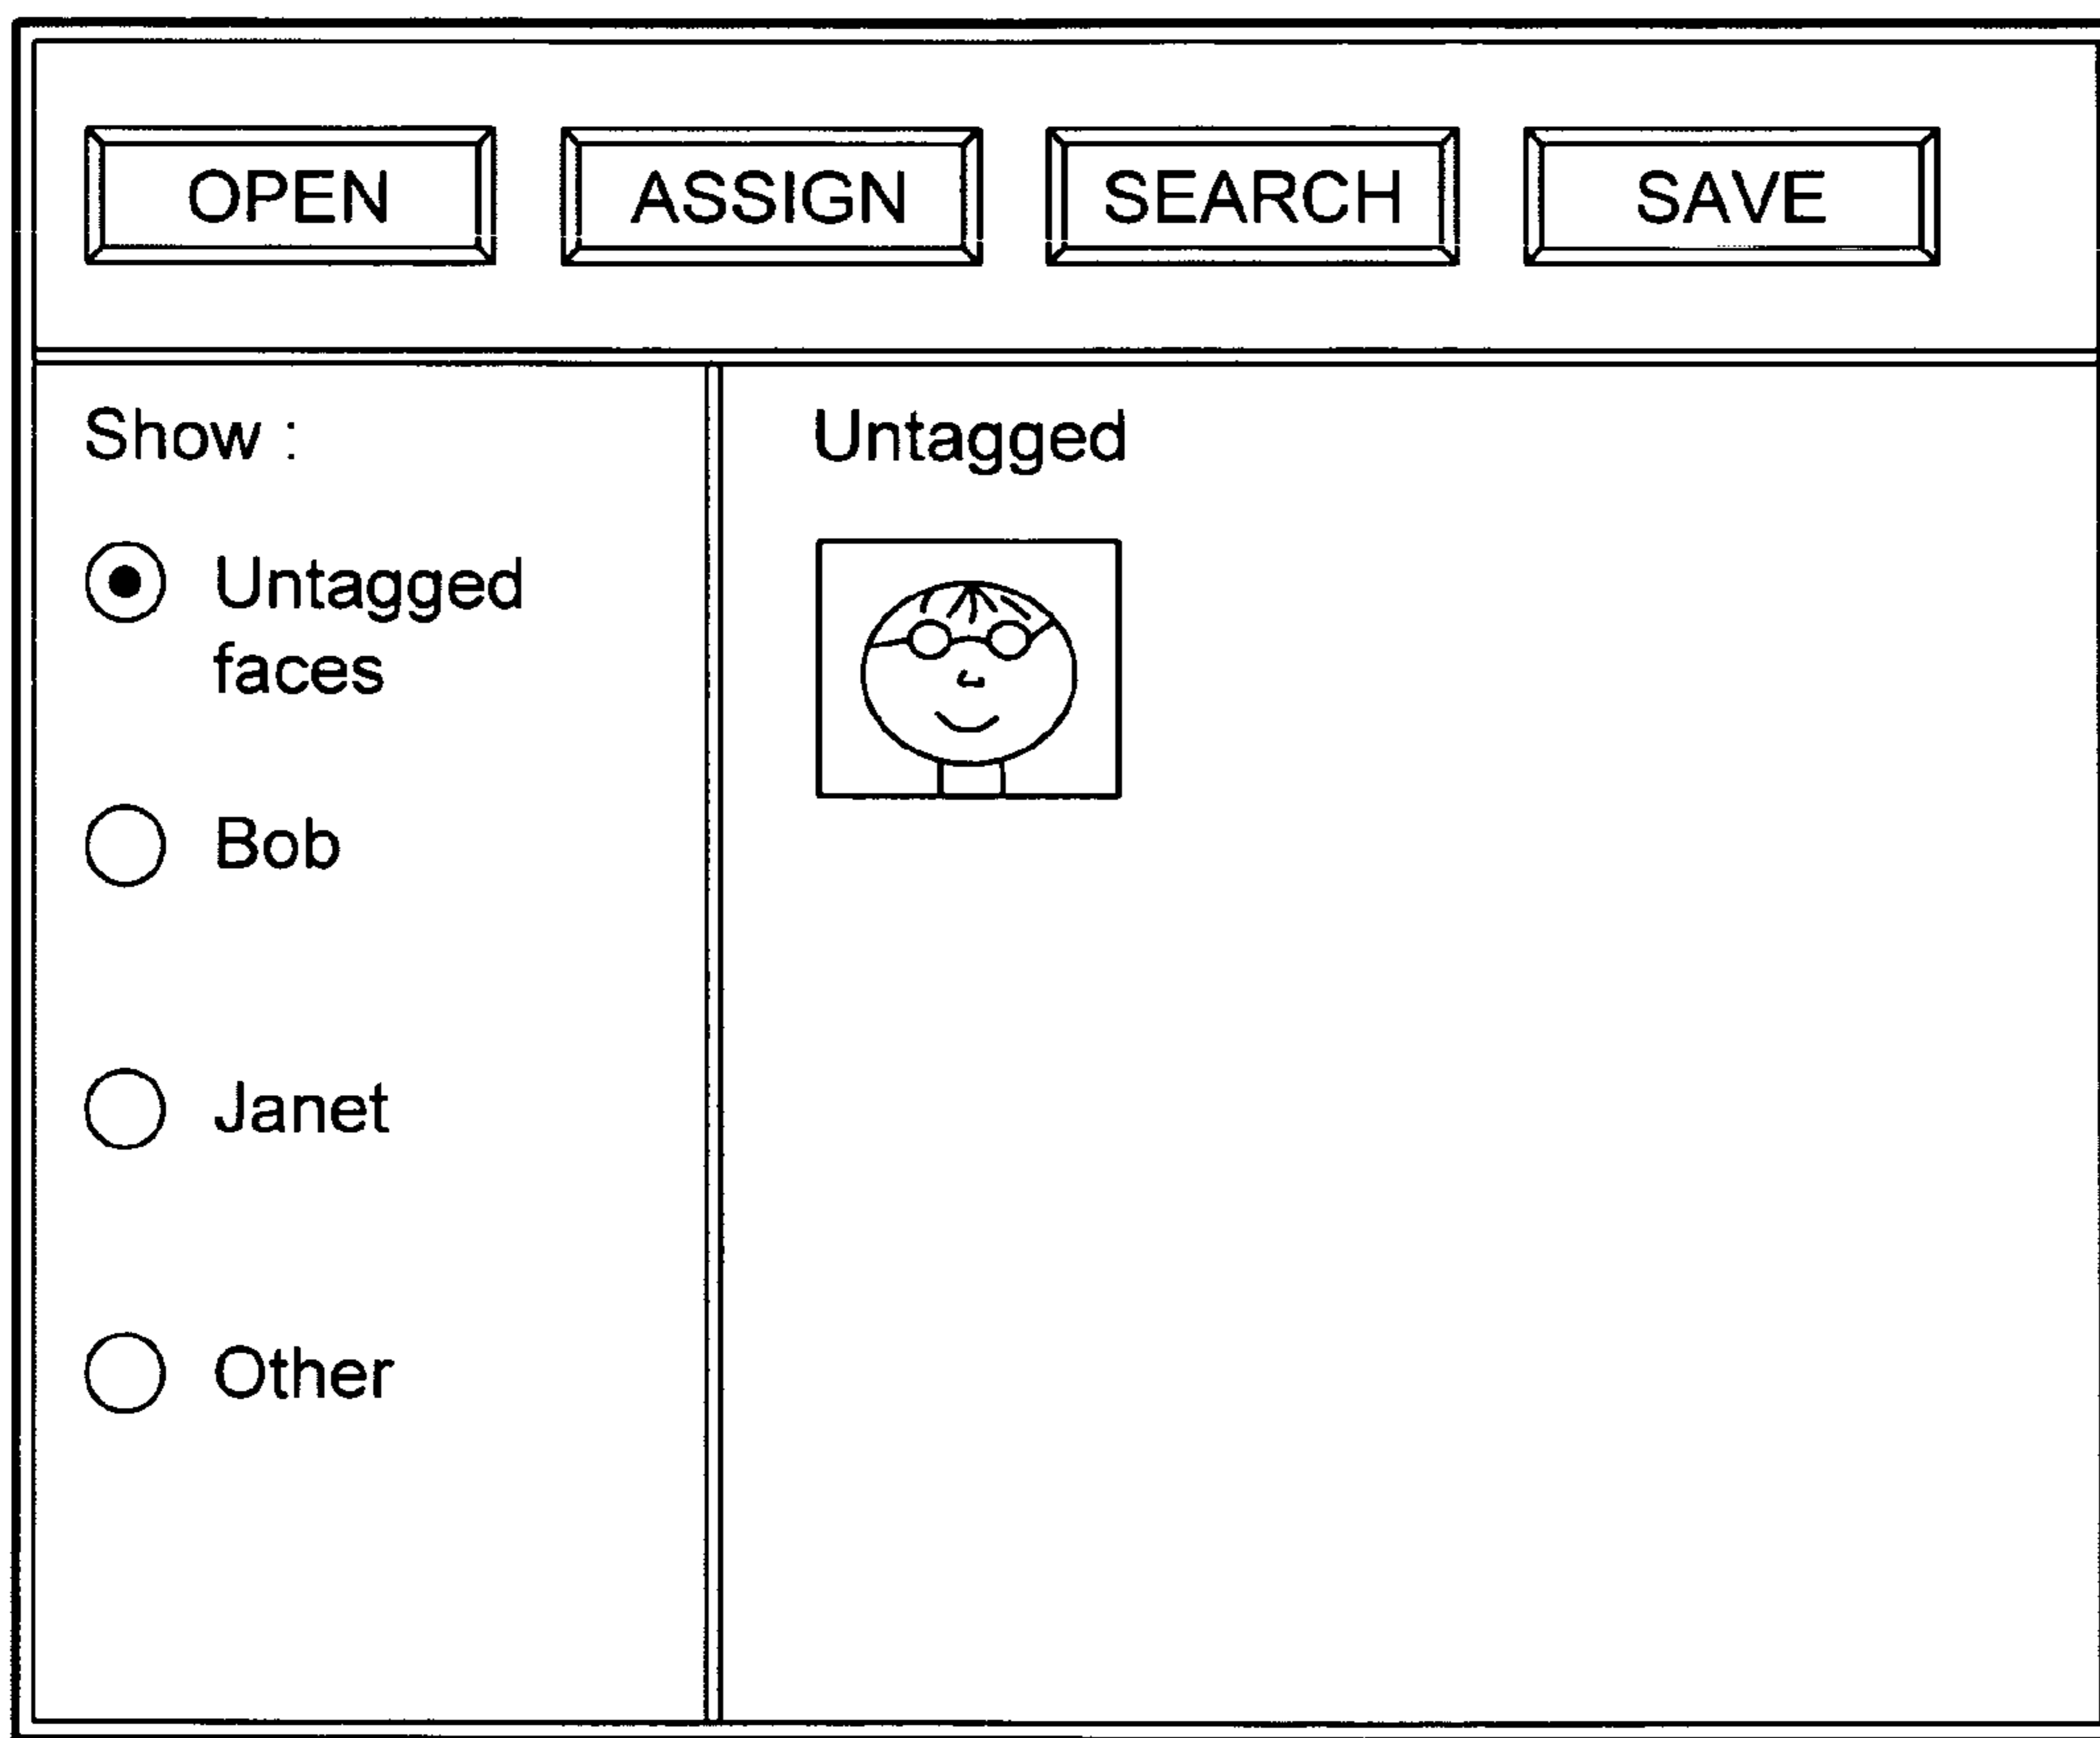 OPEN ASSIGN SEARCH SAVE
Show :
Untagged
faces
Bob
Janet
Other
Untagged